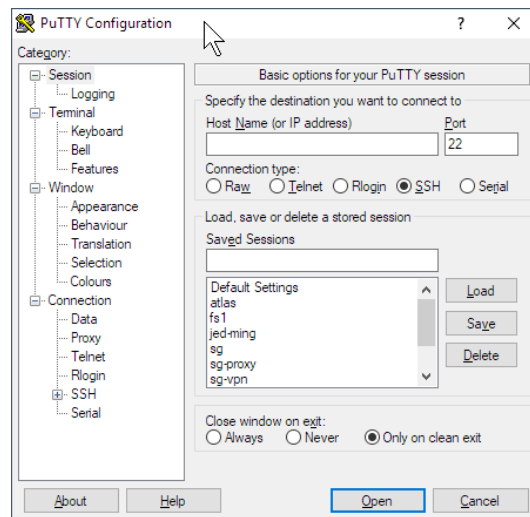 PuTTY Configuration
?
Category:
Session
Logging
Terminal
Keyboard
Bell
Features
Window
Appearance
Behaviour
Translation
Selection
Colours
Connection
Data
Proxy
Telnet
Rlogin
SSH
Serial
Basic options for your PuTTY session
Specify the destination you want to connect to
Host Name (or IP address) Port
22
Connection type:
Raw Telnet Rlogin SSH Serial
Load, save or delete a stored session
Saved Sessions
Default Settings
atlas
fs1
jed-ming
sg
sg-proxy
sg-vpn
Load
Save
Delete
Close window on exit:
Always Never Only on clean exit
About Help Open Cancel